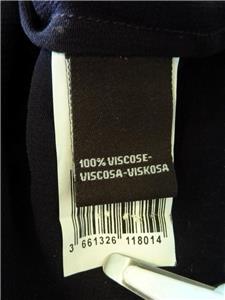 100% VISCOSE-
VISCOSA-VISKOSA
3 661326 118014